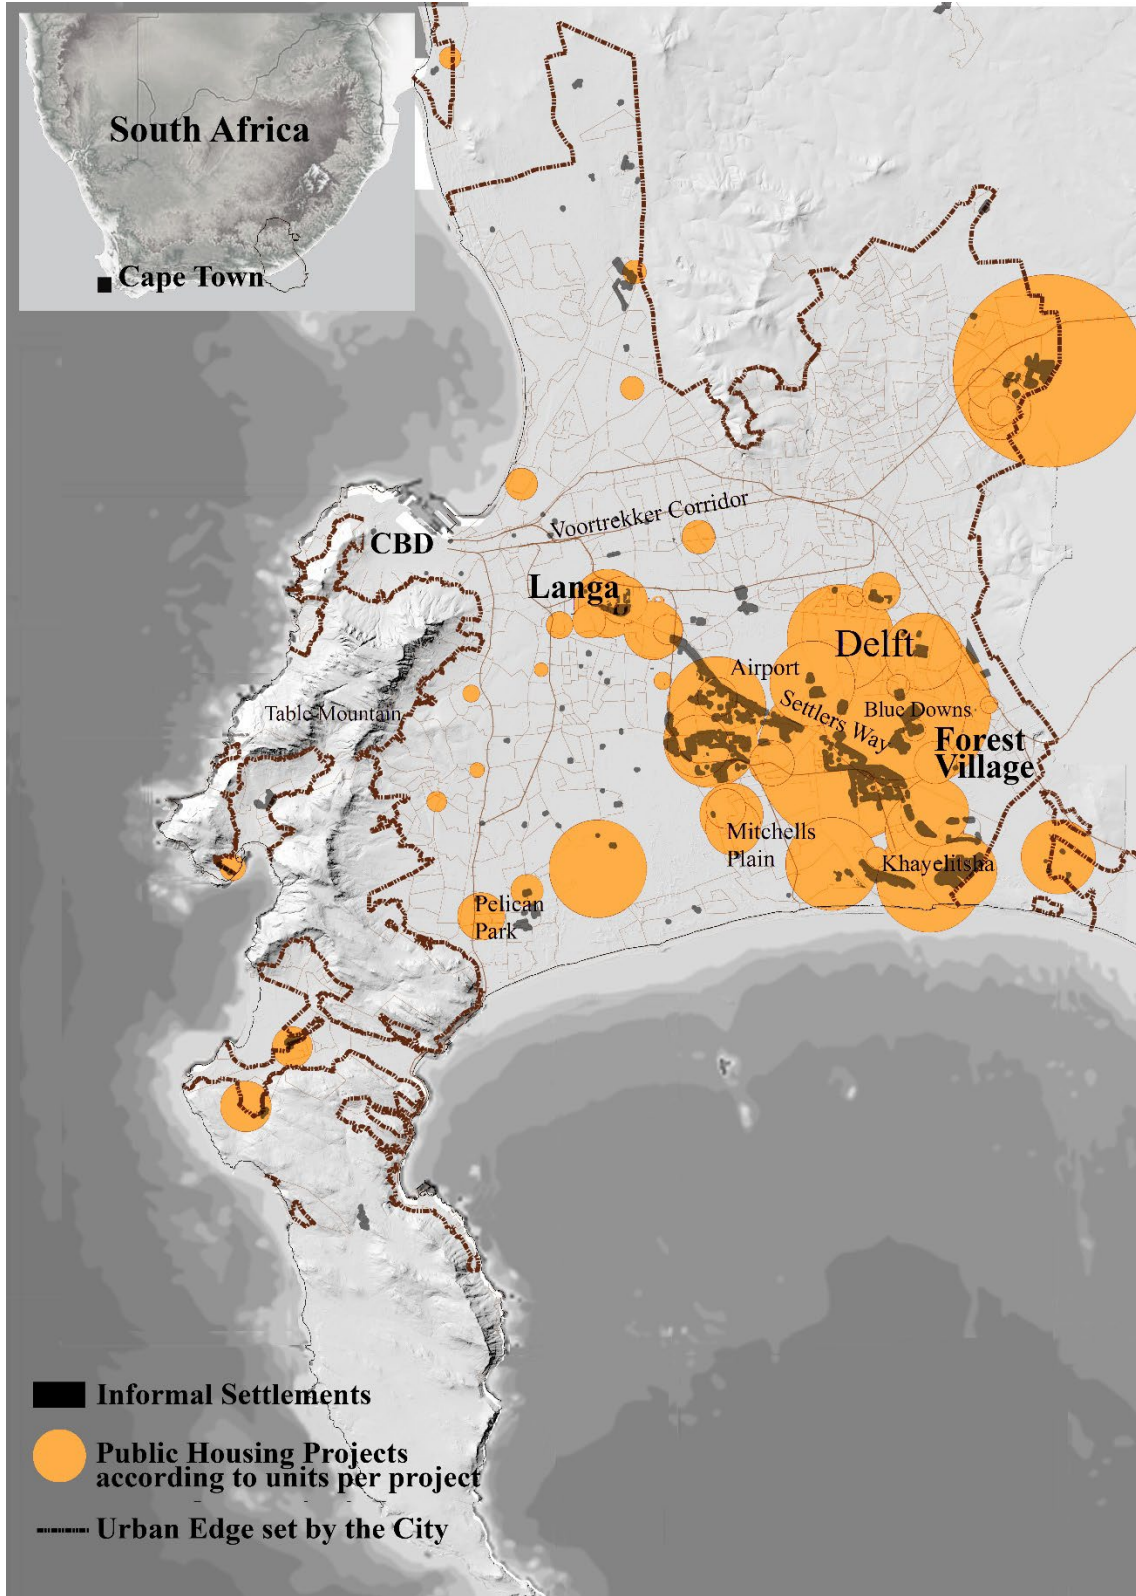 South Africa
Cape Town
Voortrekker Corridor
CBD
Langa
Delft
Airport
Table Mountain
Settlers Way
Blue Downs
Forest
Village
Mitchells
Plain
Khayelitsha
Pelican
Park
Informal Settlements
Public Housing Projects
according to units per project
Urban Edge set by the City